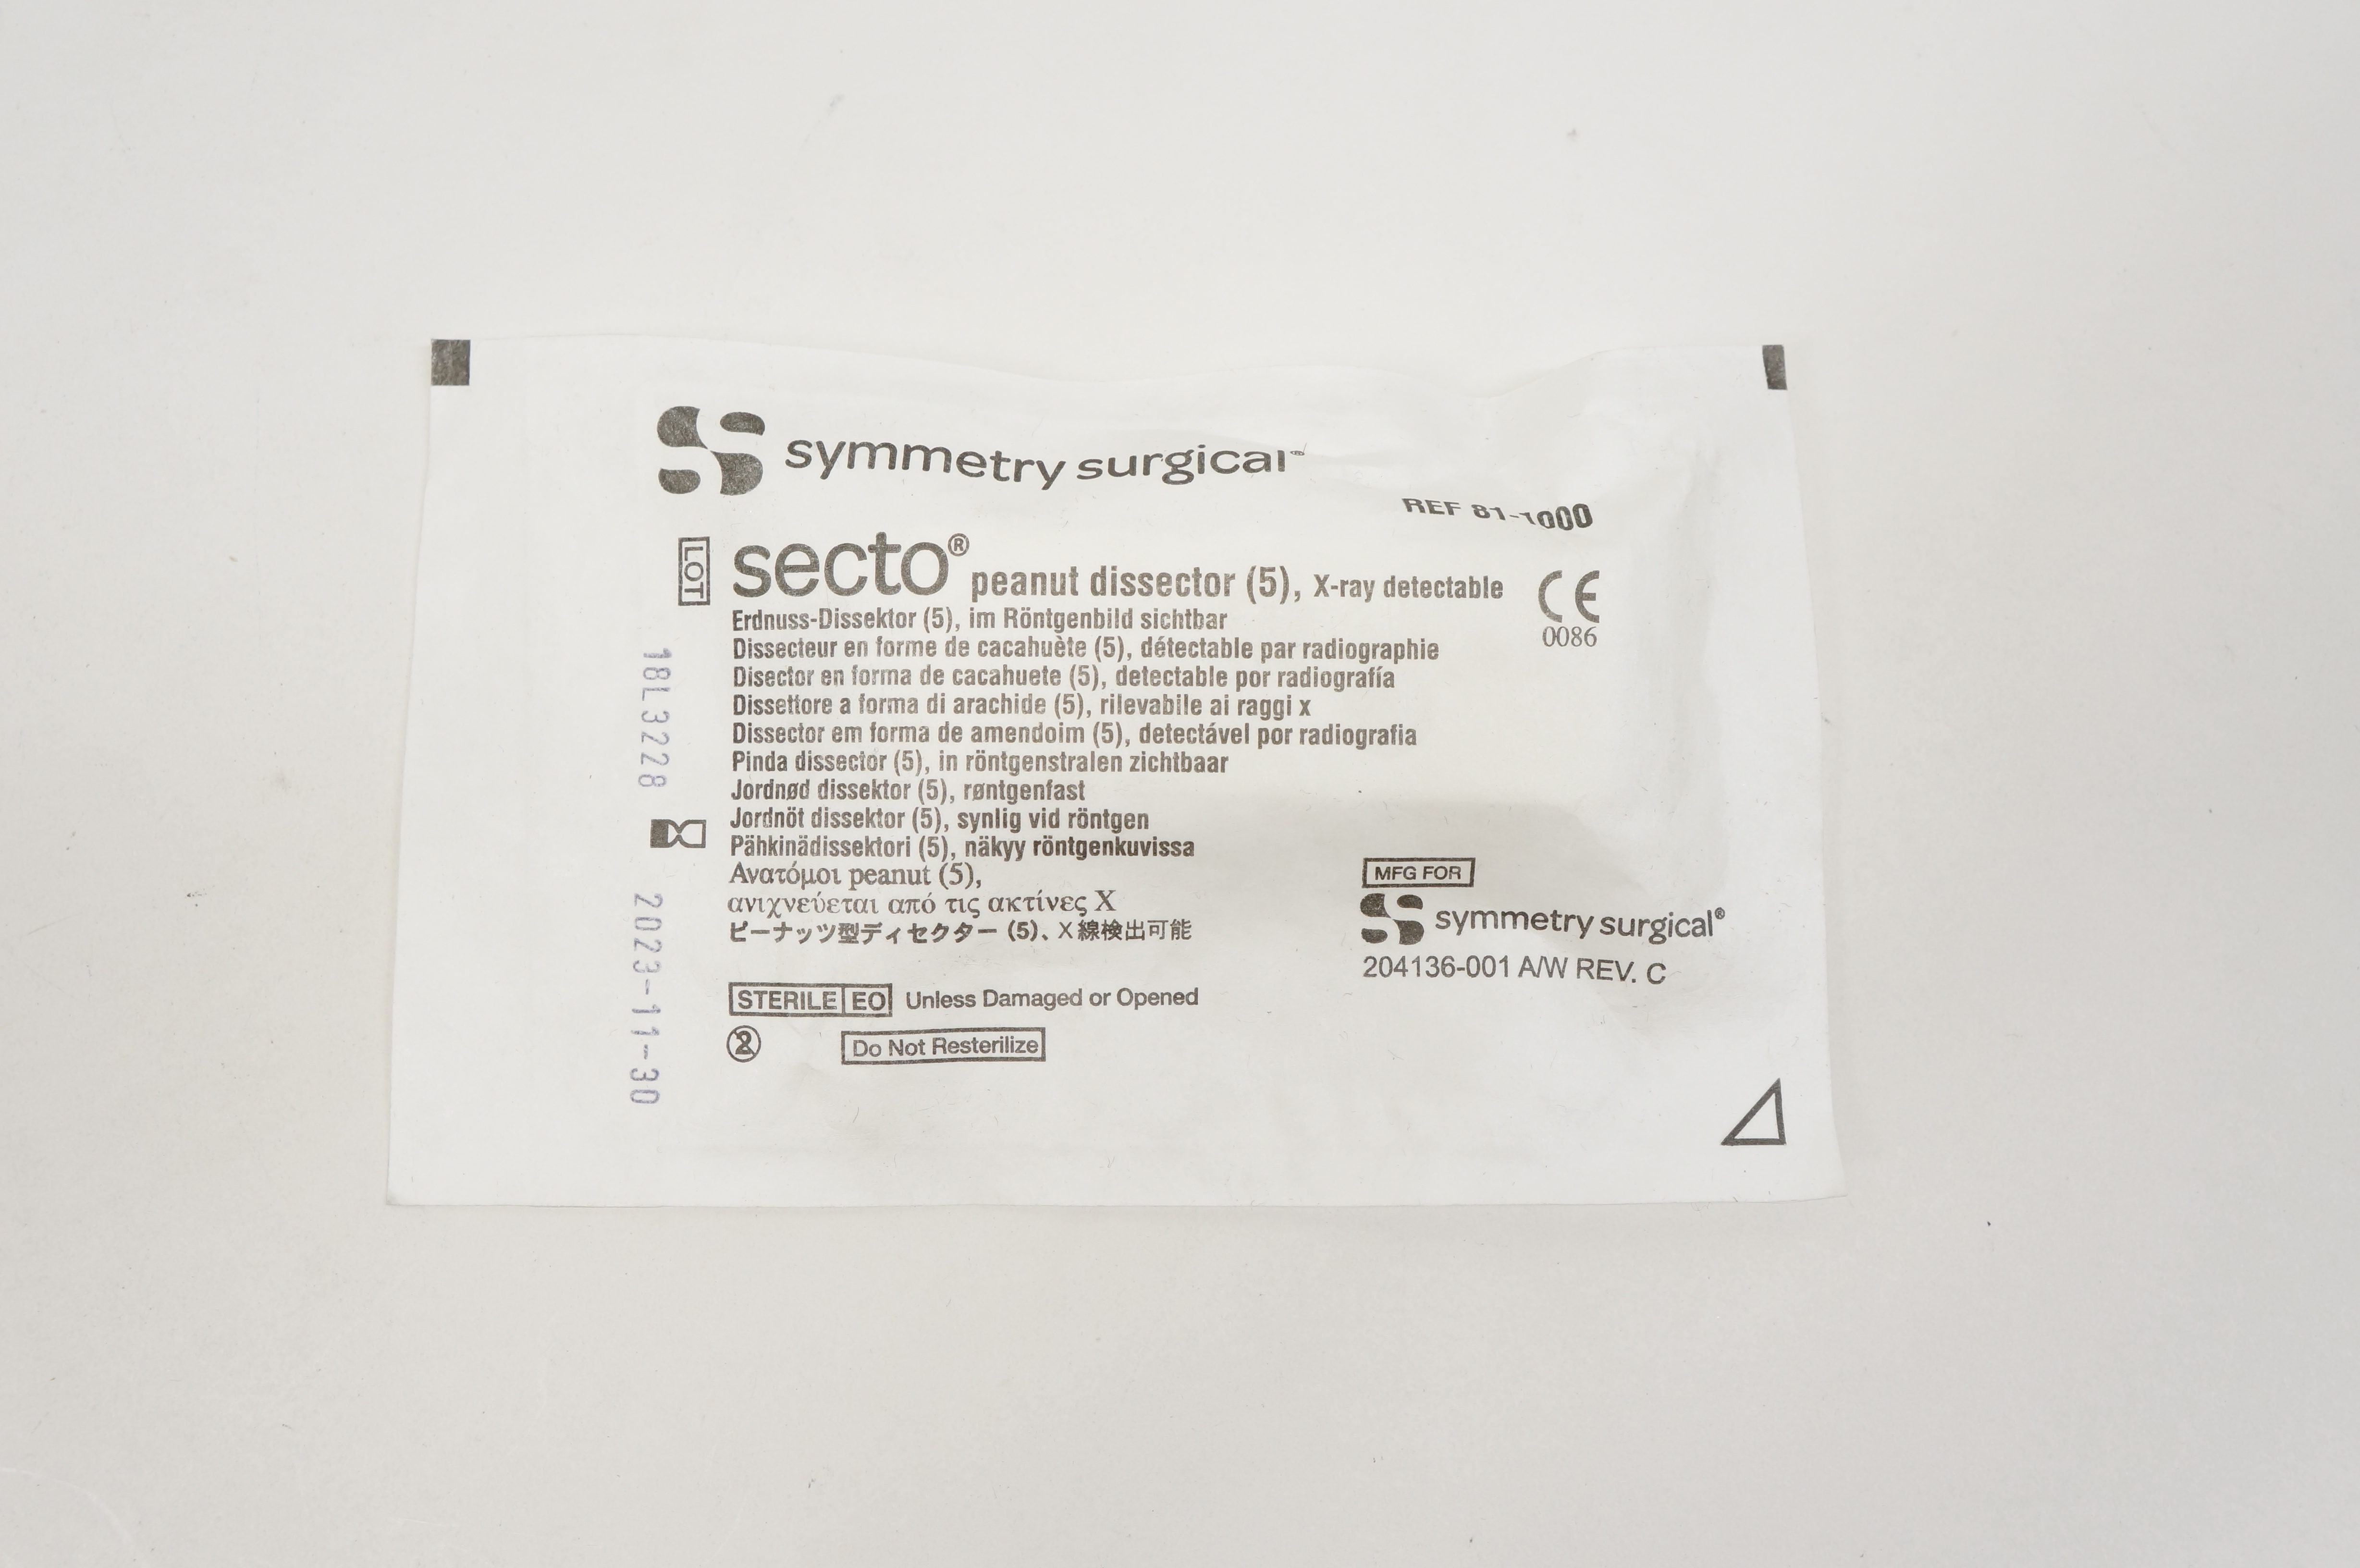 symmetry surgical™
REF 81-1000
LOT
18L3228
2023-11-30
secto® peanut dissector (5), X-ray detectable
Erdnuss-Dissektor (5), im Röntgenbild sichtbar
Dissecteur en forme de cacahuète (5), détectable par radiographie
Disector en forma de cacahuete (5), detectable por radiografía
Dissettore a forma di arachide (5), rilevabile ai raggi x
Dissector em forma de amendoim (5), detectável por radiografia
Pinda dissector (5), in röntgenstralen zichtbaar
Jordnød dissektor (5), røntgenfast
Jordnöt dissektor (5), synlig vid röntgen
Pähkinädissektori (5), näkyy röntgenkuvissa
Ανατόμοι peanut (5),
ανιχνεύεται από τις ακτίνες X
ピーナッツ型ディセクター (5)、X線検出可能
CE
0086
STERILE EO Unless Damaged or Opened
2
Do Not Resterilize
MFG FOR
symmetry surgical®
204136-001 A/W REV. C